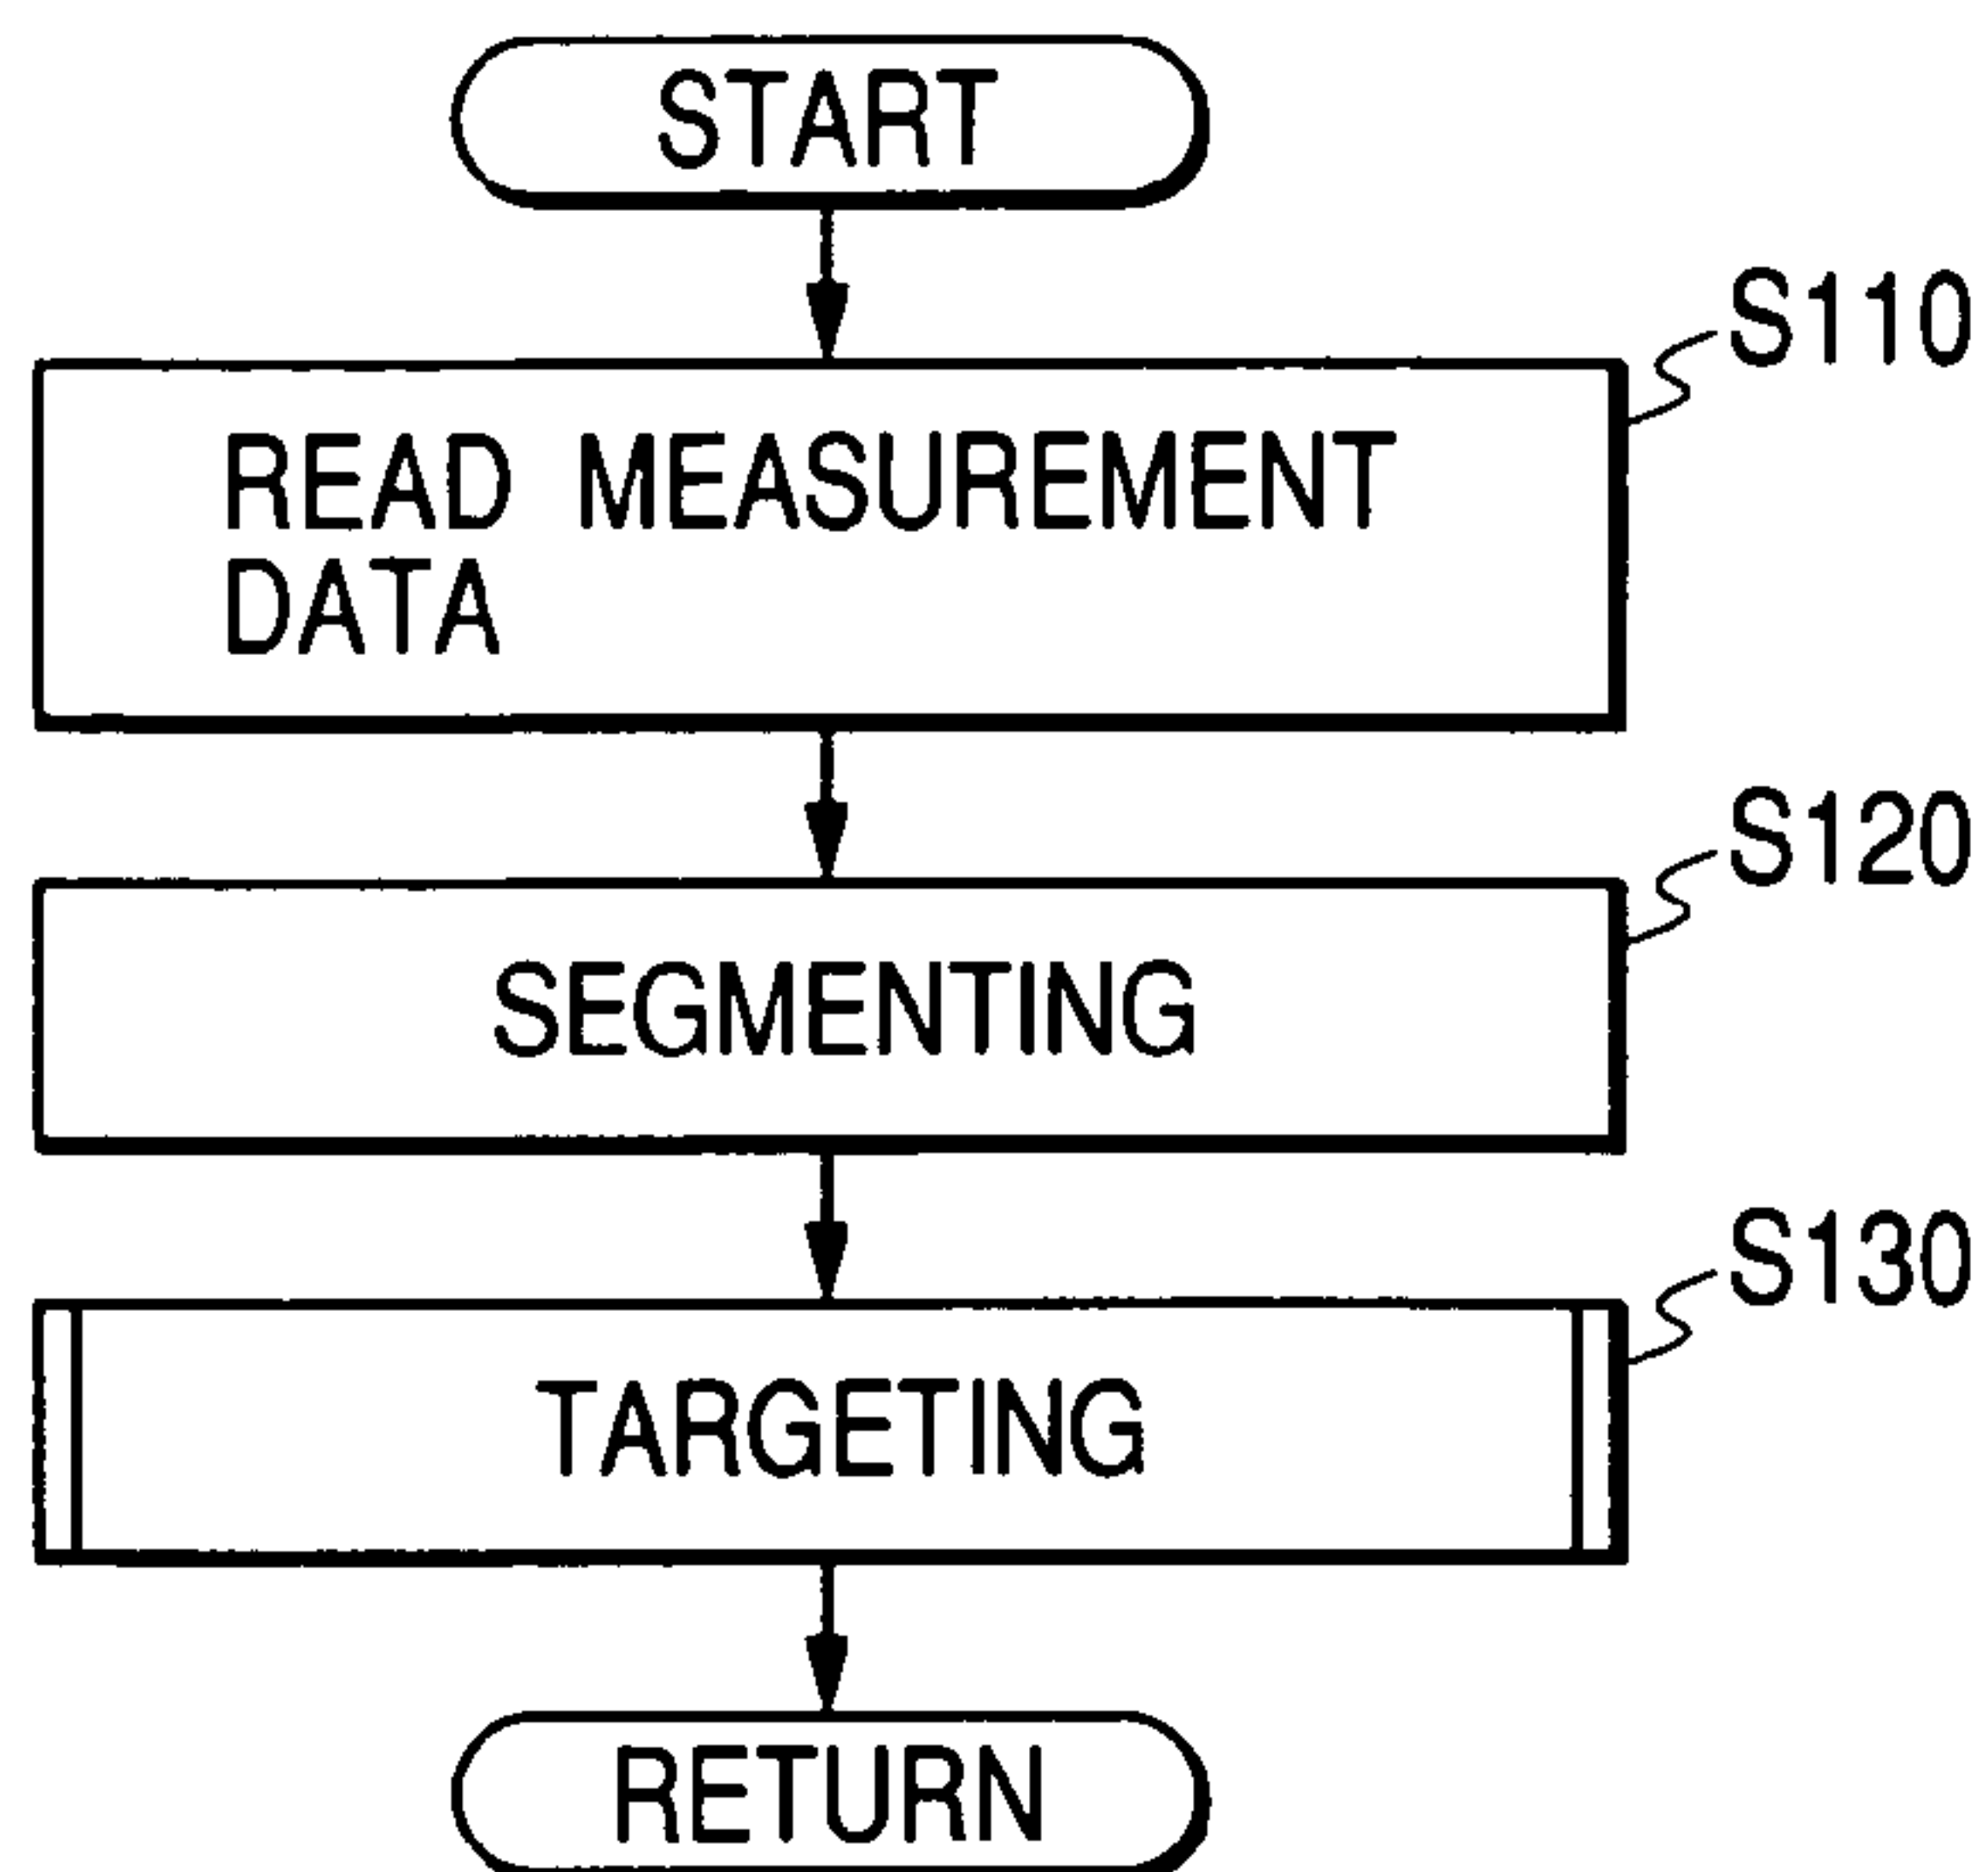 START
S110
READ MEASUREMENT
DATA
S120
SEGMENTING
S130
TARGETING
RETURN